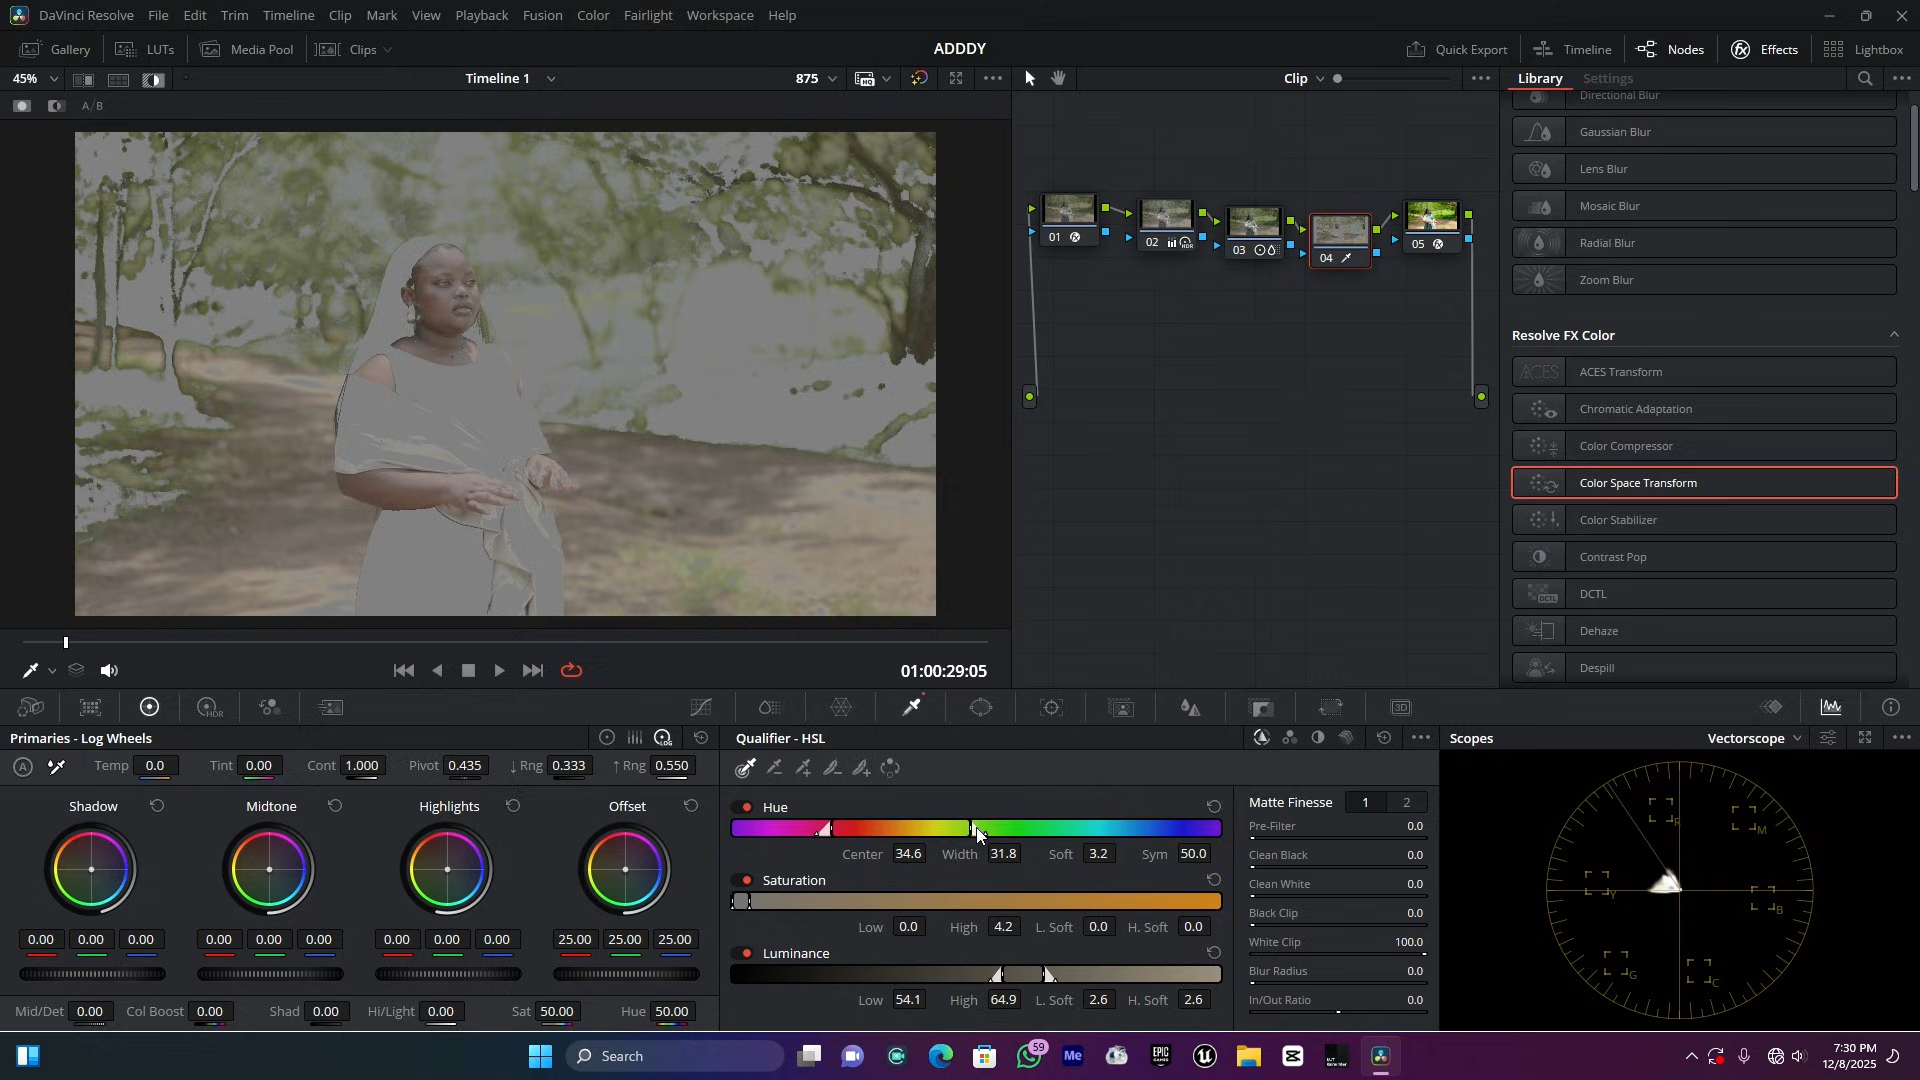 DaVinci Resolve File Edit Trim Timeline Clip Mark View Playback Fusion Color Fairlight Workspace Help
Gallery LUTs Media Pool Clips ADDDY Quick Export Timeline Nodes Effects Lightbox
45% Timeline 1 875 Clip Library Settings
A/B
Directional Blur
Gaussian Blur
Lens Blur
Mosaic Blur
Radial Blur
Zoom Blur
01 02 HDR 03 04 05
Resolve FX Color
ACES ACES Transform
Chromatic Adaptation
Color Compressor
Color Space Transform
Color Stabilizer
Contrast Pop
DCTL DCTL
Dehaze
Despill
01:00:29:05
HDR 3D
Primaries - Log Wheels LOG Qualifier - HSL Scopes Vectorscope
A Temp 0.0 Tint 0.00 Cont 1.000 Pivot 0.435 ↓ Rng 0.333 ↑ Rng 0.550
Shadow Midtone Highlights Offset
0.00 0.00 0.00 0.00 0.00 0.00 0.00 0.00 0.00 25.00 25.00 25.00
Mid/Det 0.00 Col Boost 0.00 Shad 0.00 Hi/Light 0.00 Sat 50.00 Hue 50.00
Hue
Center 34.6 Width 31.8 Soft 3.2 Sym 50.0
Saturation
Low 0.0 High 4.2 L. Soft 0.0 H. Soft 0.0
Luminance
Low 54.1 High 64.9 L. Soft 2.6 H. Soft 2.6
Matte Finesse 1 2
Pre-Filter 0.0
Clean Black 0.0
Clean White 0.0
Black Clip 0.0
White Clip 100.0
Blur Radius 0.0
In/Out Ratio 0.0
R M
Y B
G C
Search 59 Me EPIC GAMES 7:30 PM
12/8/2025